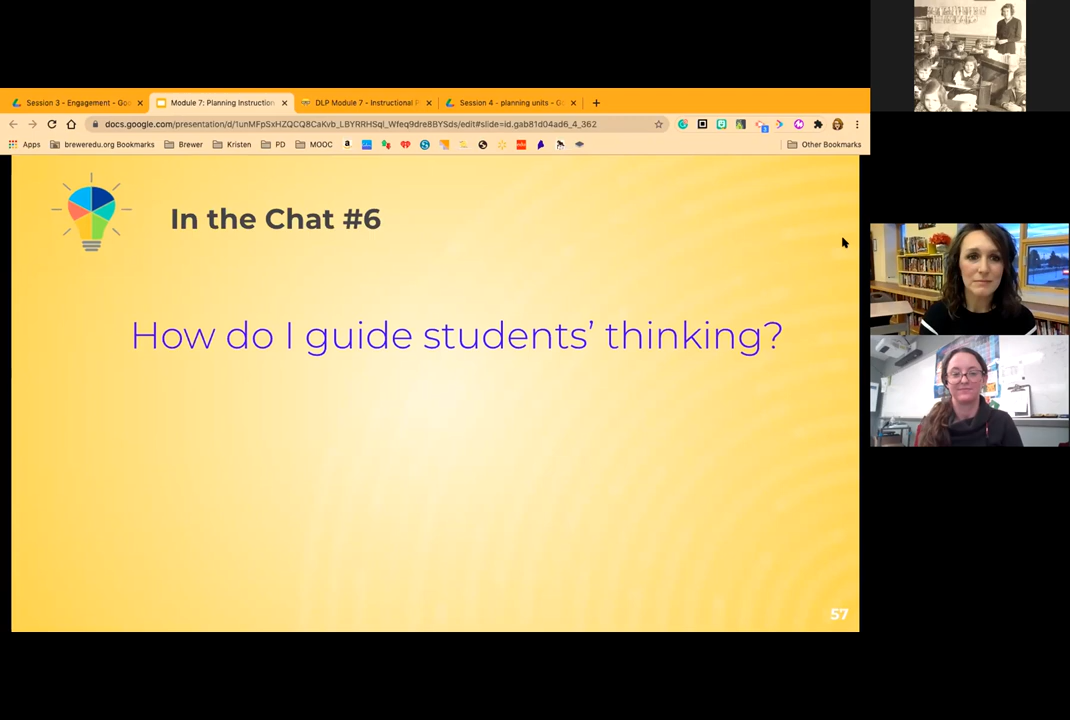 Session 3 - Engagement - Goo
Module 7: Planning Instruction
DLP Module 7 - Instructional P
Session 4 - planning units - Go
docs.google.com/presentation/d/1unMFpSxHZQCQ8CaKvb_LBYRRHSqI_Wfeq9dre8BYSds/edit#slide=id.gab81d04ad6_4_362
Apps
breweredu.org Bookmarks
Brewer
Kristen
PD
MOOC
Other Bookmarks
In the Chat #6
How do I guide students’ thinking?
57